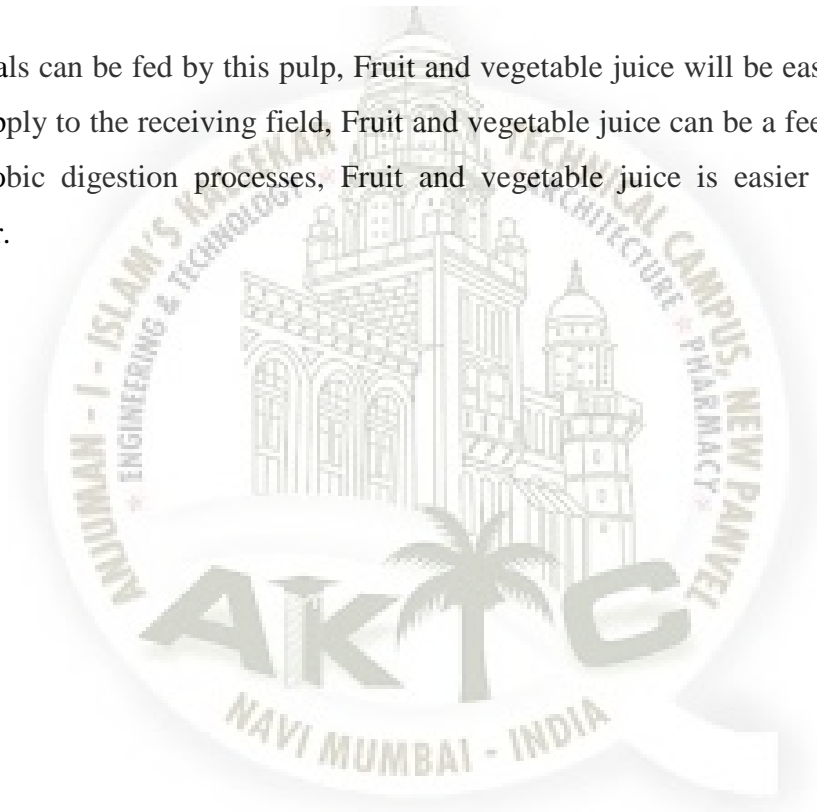 als can be fed by this pulp, Fruit and vegetable juice will be eas
pply to the receiving field, Fruit and vegetable juice can be a fee
obic digestion processes, Fruit and vegetable juice is easier
r.
ANJUMAN - I - ISLAM'S KALSEKAR TECHNICAL CAMPUS, NEW PANVEL
ENGINEERING & TECHNOLOGY * ARCHITECTURE * PHARMACY *
AKTC
NAVI MUMBAI - INDIA